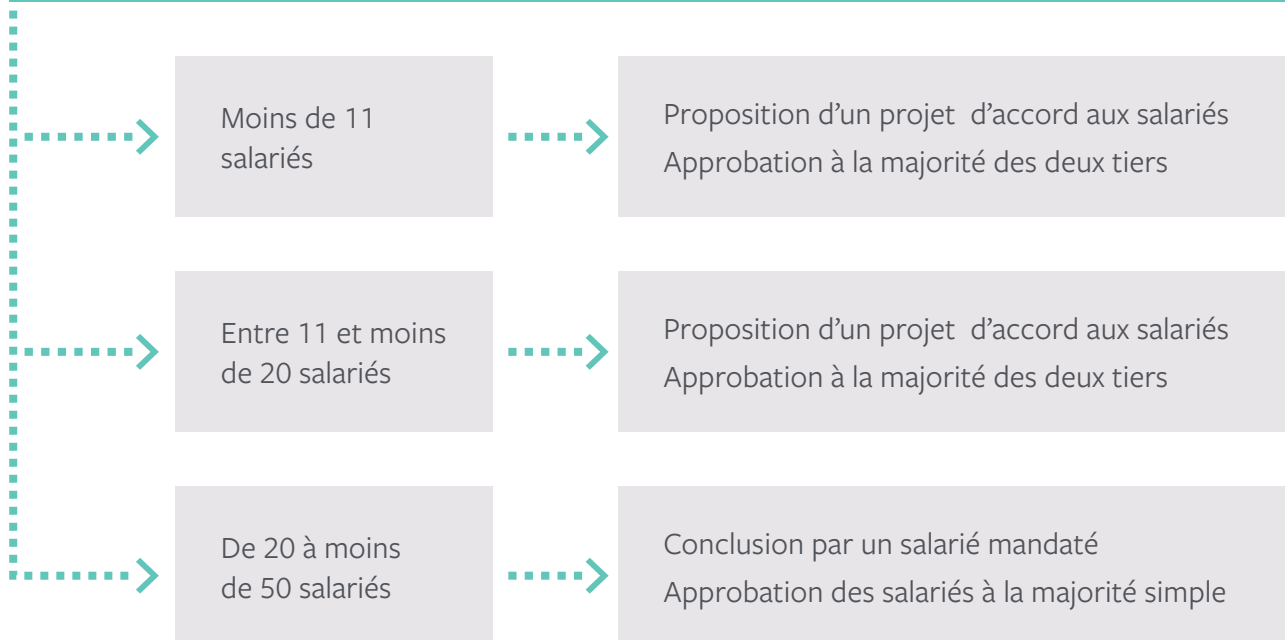 Moins de 11
salariés
Proposition d’un projet  d’accord aux salariés
Approbation à la majorité des deux tiers
Entre 11 et moins
de 20 salariés
Proposition d’un projet  d’accord aux salariés
Approbation à la majorité des deux tiers
De 20 à moins
de 50 salariés
Conclusion par un salarié mandaté
Approbation des salariés à la majorité simple